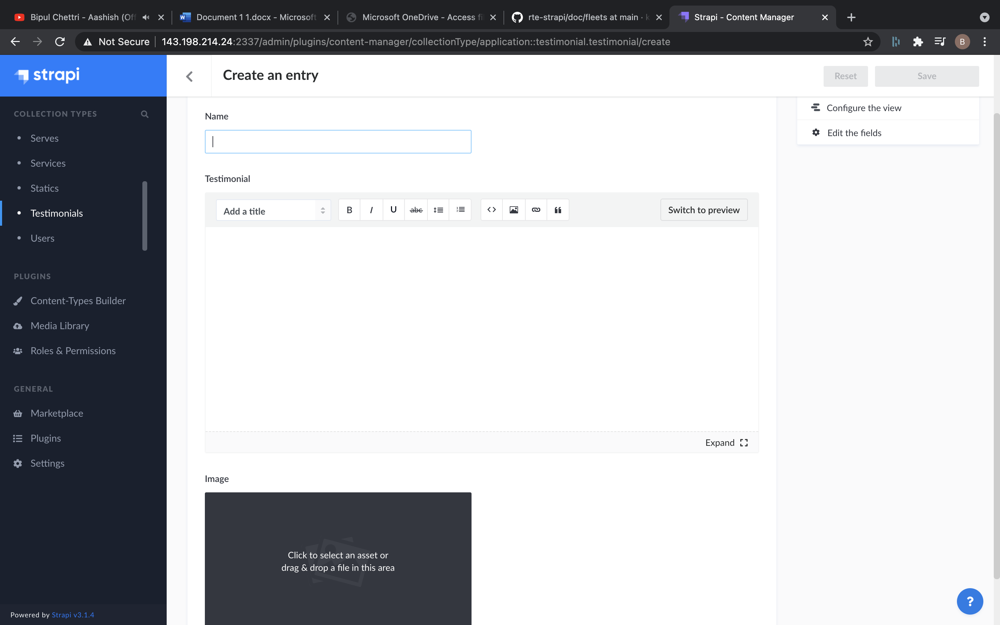 Bipul Chettri - Aashish (Off
Document 1 1.docx - Microsoft
Microsoft OneDrive - Access fil
rte-strapi/doc/fleets at main · k
Strapi - Content Manager
Not Secure
143.198.214.24:2337/admin/plugins/content-manager/collectionType/application::testimonial.testimonial/create
B
strapi
Create an entry
Reset
Save
COLLECTION TYPES
Serves
Services
Statics
Testimonials
Users
PLUGINS
Content-Types Builder
Media Library
Roles & Permissions
GENERAL
Marketplace
Plugins
Settings
Powered by Strapi v3.1.4
Name
Testimonial
Add a title
B
I
U
abc
Switch to preview
Expand
Image
Click to select an asset or
drag & drop a file in this area
Configure the view
Edit the fields
?